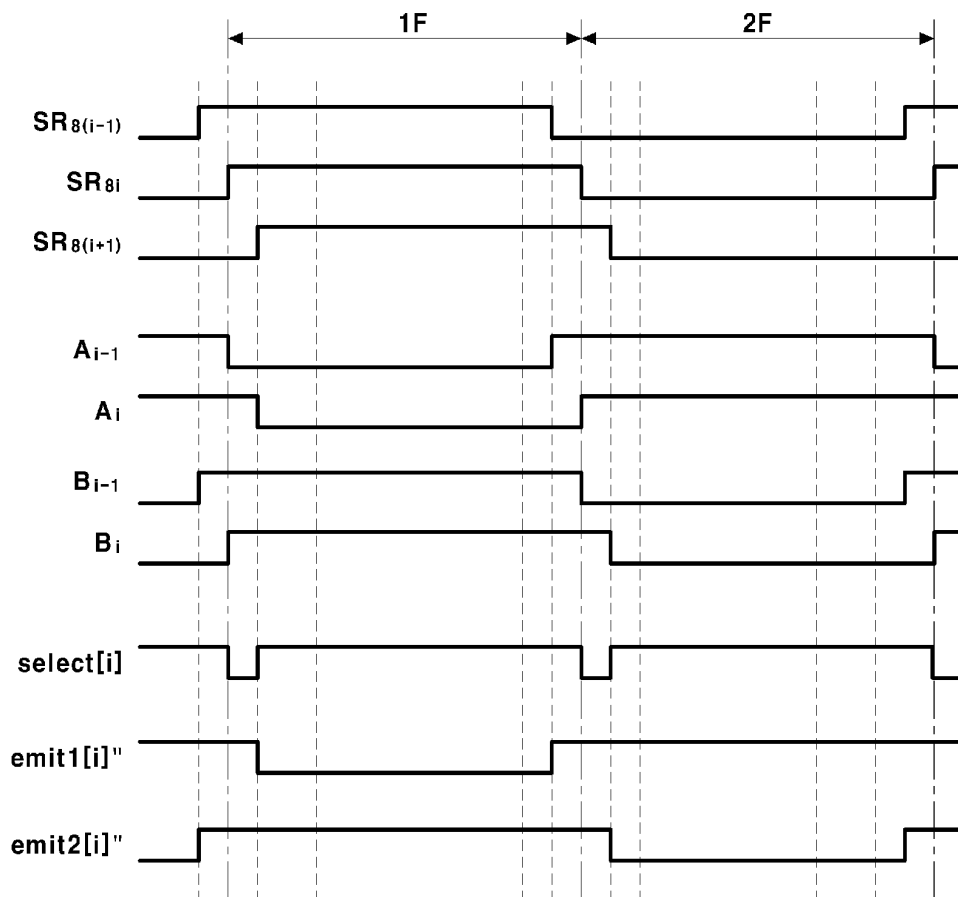 1F 2F
SR8(i-1)
SR8i
SR8(i+1)
Ai-1
Ai
Bi-1
Bi
select[i]
emit1[i]"
emit2[i]"